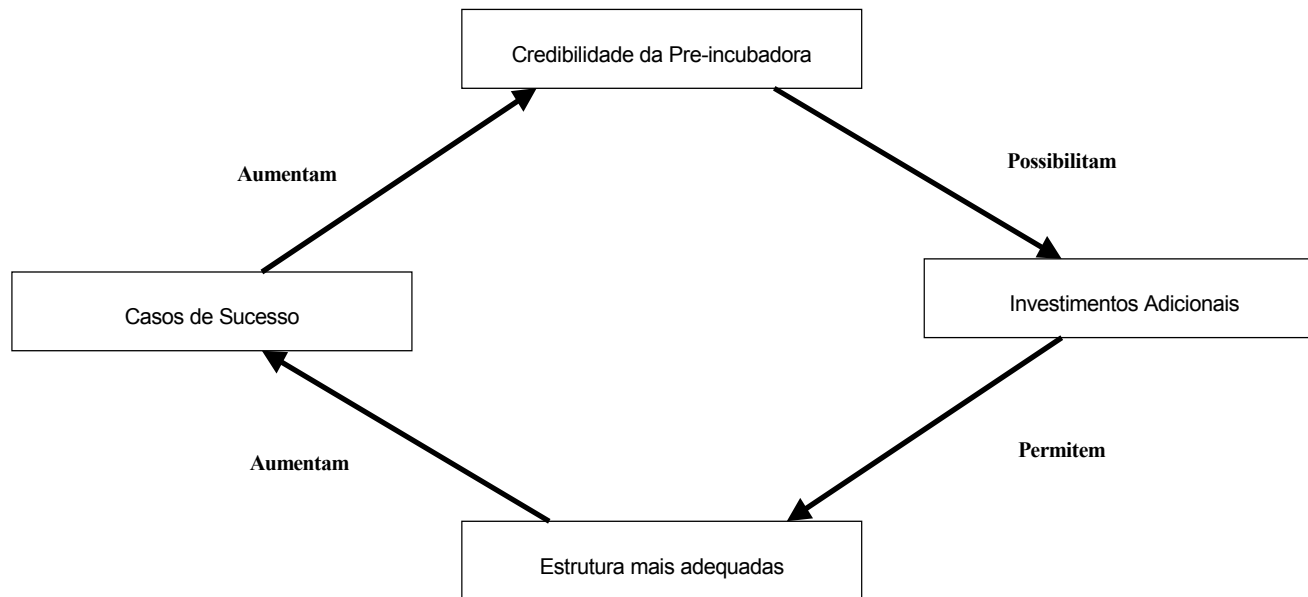 Credibilidade da Pre-incubadora
Aumentam
Possibilitam
Casos de Sucesso
Investimentos Adicionais
Aumentam
Permitem
Estrutura mais adequadas